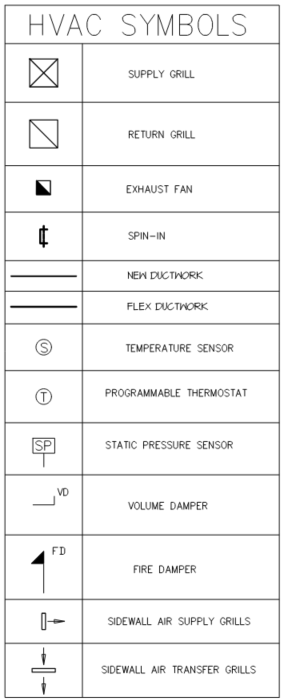 HVAC SYMBOLS
SUPPLY GRILL
RETURN GRILL
EXHAUST FAN
SPIN-IN
NEW DUCTWORK
FLEX DUCTWORK
S TEMPERATURE SENSOR
T PROGRAMMABLE THERMOSTAT
SP STATIC PRESSURE SENSOR
VD VOLUME DAMPER
FD FIRE DAMPER
SIDEWALL AIR SUPPLY GRILLS
SIDEWALL AIR TRANSFER GRILLS